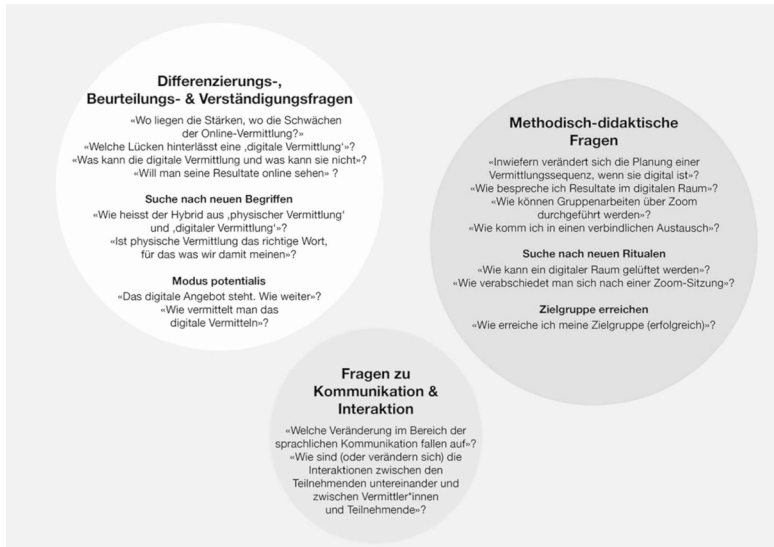 Differenzierungs-,
Beurteilungs- & Verständigungsfragen
«Wo liegen die Stärken, wo die Schwächen
der Online-Vermittlung?»
«Welche Lücken hinterlässt eine ‚digitale Vermittlung‘»?
«Was kann die digitale Vermittlung und was kann sie nicht»?
«Will man seine Resultate online sehen» ?
Suche nach neuen Begriffen
«Wie heisst der Hybrid aus ‚physischer Vermittlung‘
und ‚digitaler Vermittlung‘»?
«Ist physische Vermittlung das richtige Wort,
für das was wir damit meinen»?
Modus potentialis
«Das digitale Angebot steht. Wie weiter»?
«Wie vermittelt man das
digitale Vermitteln»?
Methodisch-didaktische
Fragen
«Inwiefern verändert sich die Planung einer
Vermittlungssequenz, wenn sie digital ist»?
«Wie bespreche ich Resultate im digitalen Raum»?
«Wie können Gruppenarbeiten über Zoom
durchgeführt werden»?
«Wie komm ich in einen verbindlichen Austausch»?
Suche nach neuen Ritualen
«Wie kann ein digitaler Raum gelüftet werden»?
«Wie verabschiedet man sich nach einer Zoom-Sitzung»?
Zielgruppe erreichen
«Wie erreiche ich meine Zielgruppe (erfolgreich)»?
Fragen zu
Kommunikation &
Interaktion
«Welche Veränderung im Bereich der
sprachlichen Kommunikation fallen auf»?
«Wie sind (oder verändern sich) die
Interaktionen zwischen den
Teilnehmenden untereinander und
zwischen Vermittler*innen
und Teilnehmende»?